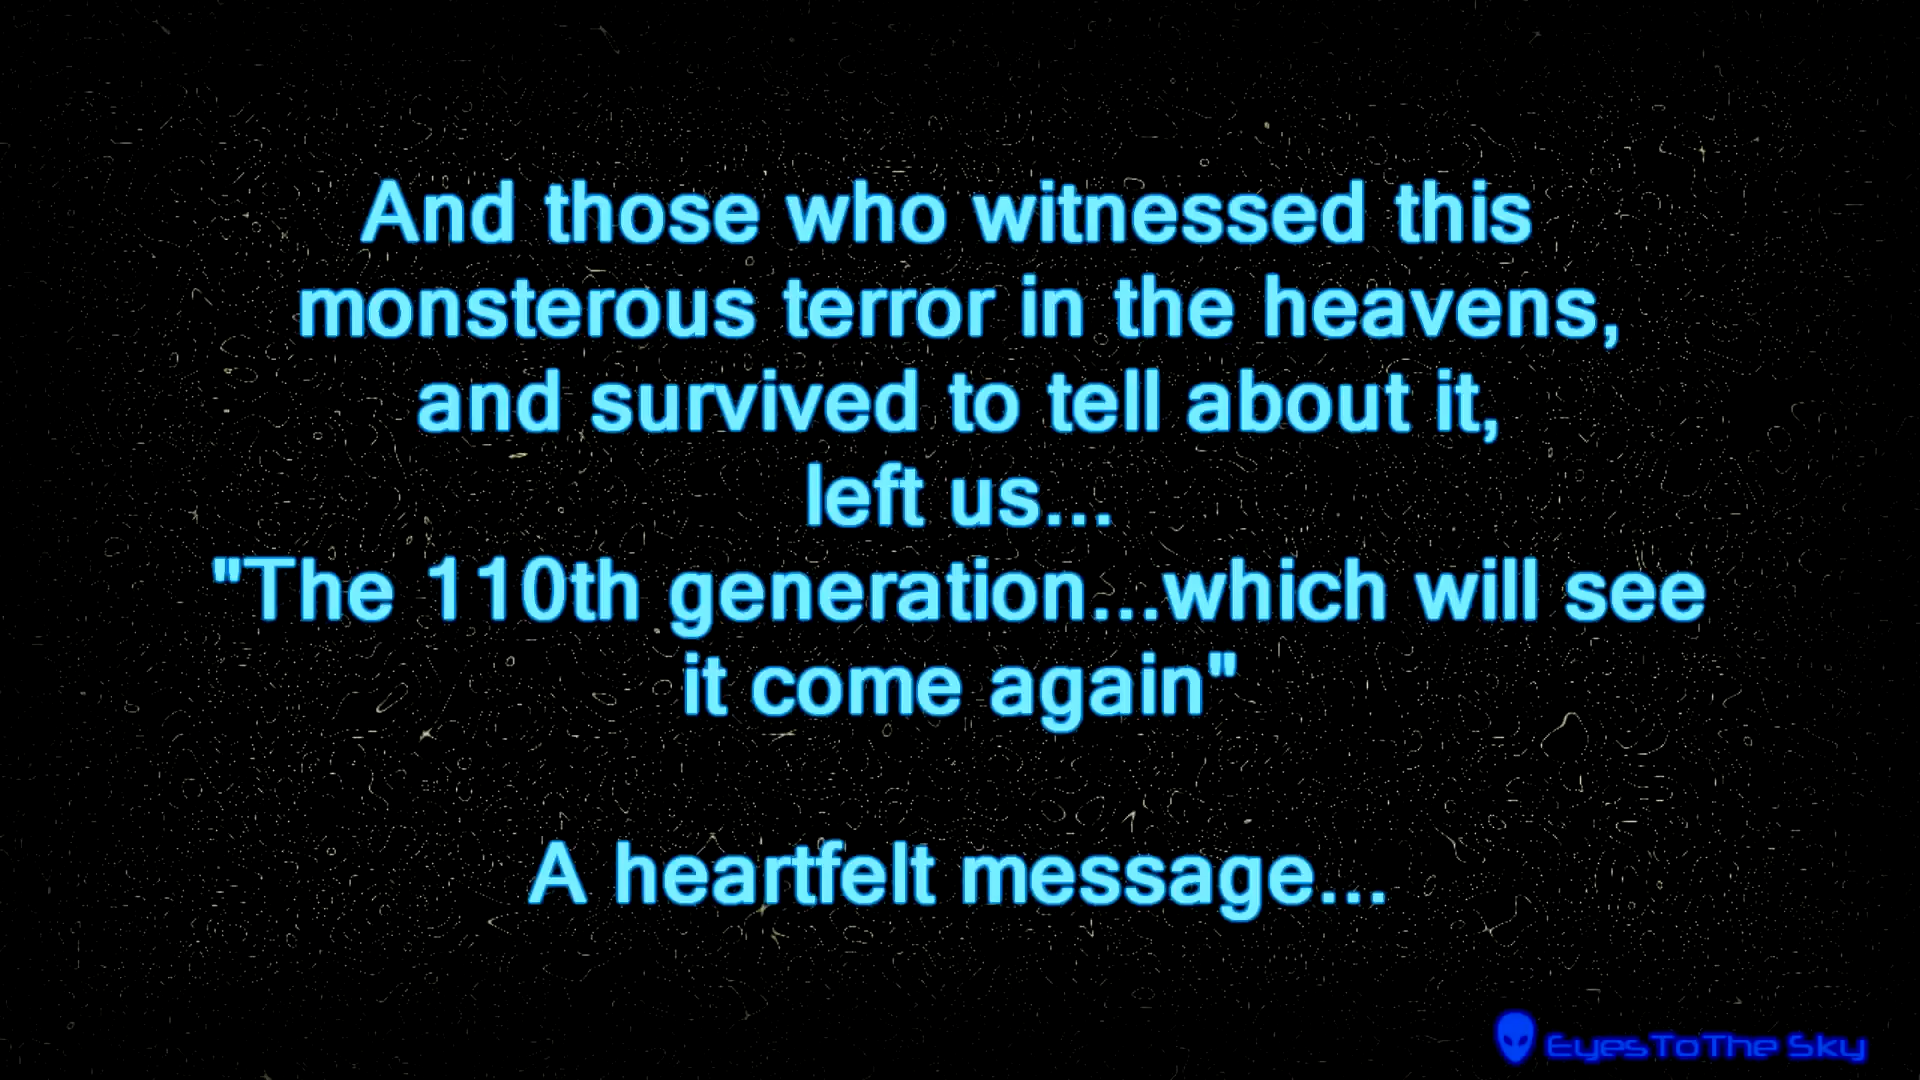 And those who witnessed this
monsterous terror in the heavens,
and survived to tell about it,
left us...
"The 110th generation...which will see
it come again"
A heartfelt message...
EyesToThe Sky